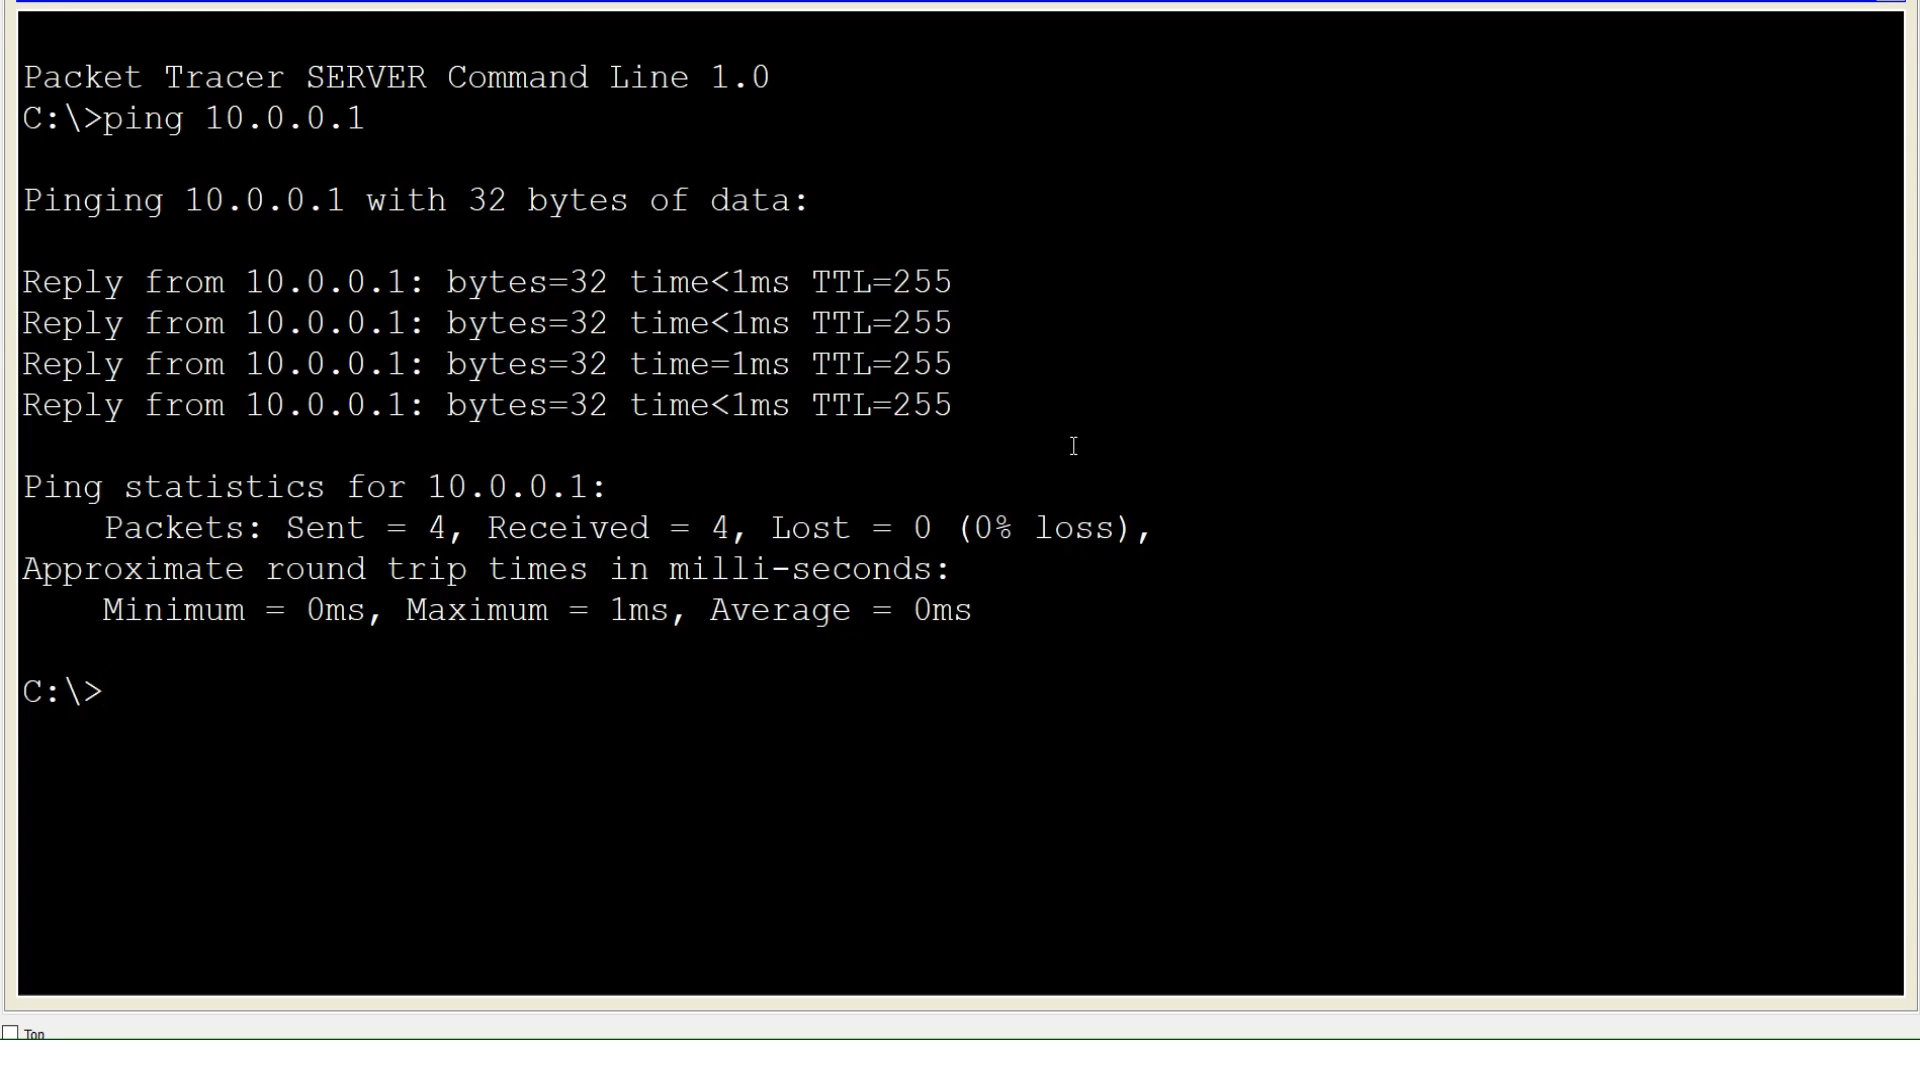 Packet Tracer SERVER Command Line 1.0
C:\>ping 10.0.0.1
Pinging 10.0.0.1 with 32 bytes of data:
Reply from 10.0.0.1: bytes=32 time<1ms TTL=255
Reply from 10.0.0.1: bytes=32 time<1ms TTL=255
Reply from 10.0.0.1: bytes=32 time=1ms TTL=255
Reply from 10.0.0.1: bytes=32 time<1ms TTL=255
Ping statistics for 10.0.0.1:
Packets: Sent = 4, Received = 4, Lost = 0 (0% loss),
Approximate round trip times in milli-seconds:
Minimum = 0ms, Maximum = 1ms, Average = 0ms
C:\>
Top